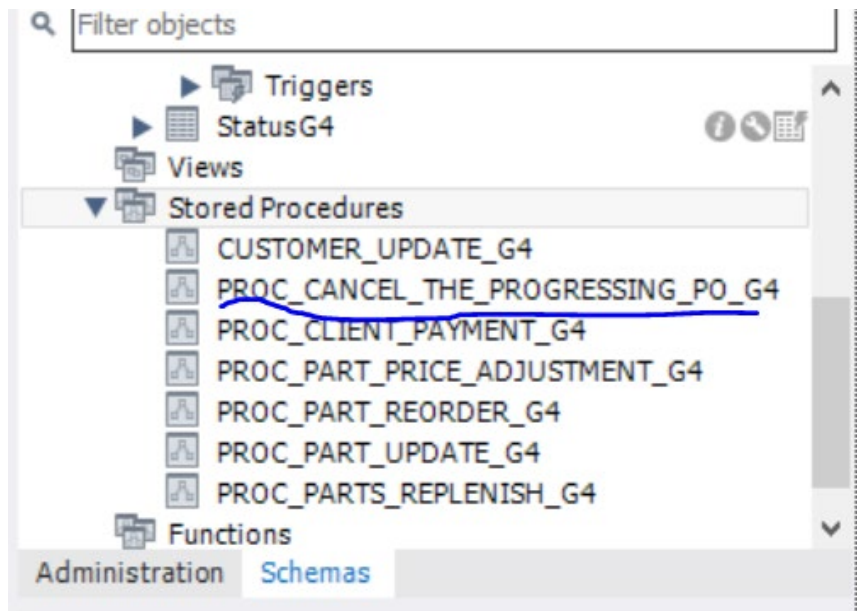 Filter objects
Triggers
StatusG4
Views
Stored Procedures
CUSTOMER_UPDATE_G4
PROC_CANCEL_THE_PROGRESSING_PO_G4
PROC_CLIENT_PAYMENT_G4
PROC_PART_PRICE_ADJUSTMENT_G4
PROC_PART_REORDER_G4
PROC_PART_UPDATE_G4
PROC_PARTS_REPLENISH_G4
Functions
Administration Schemas